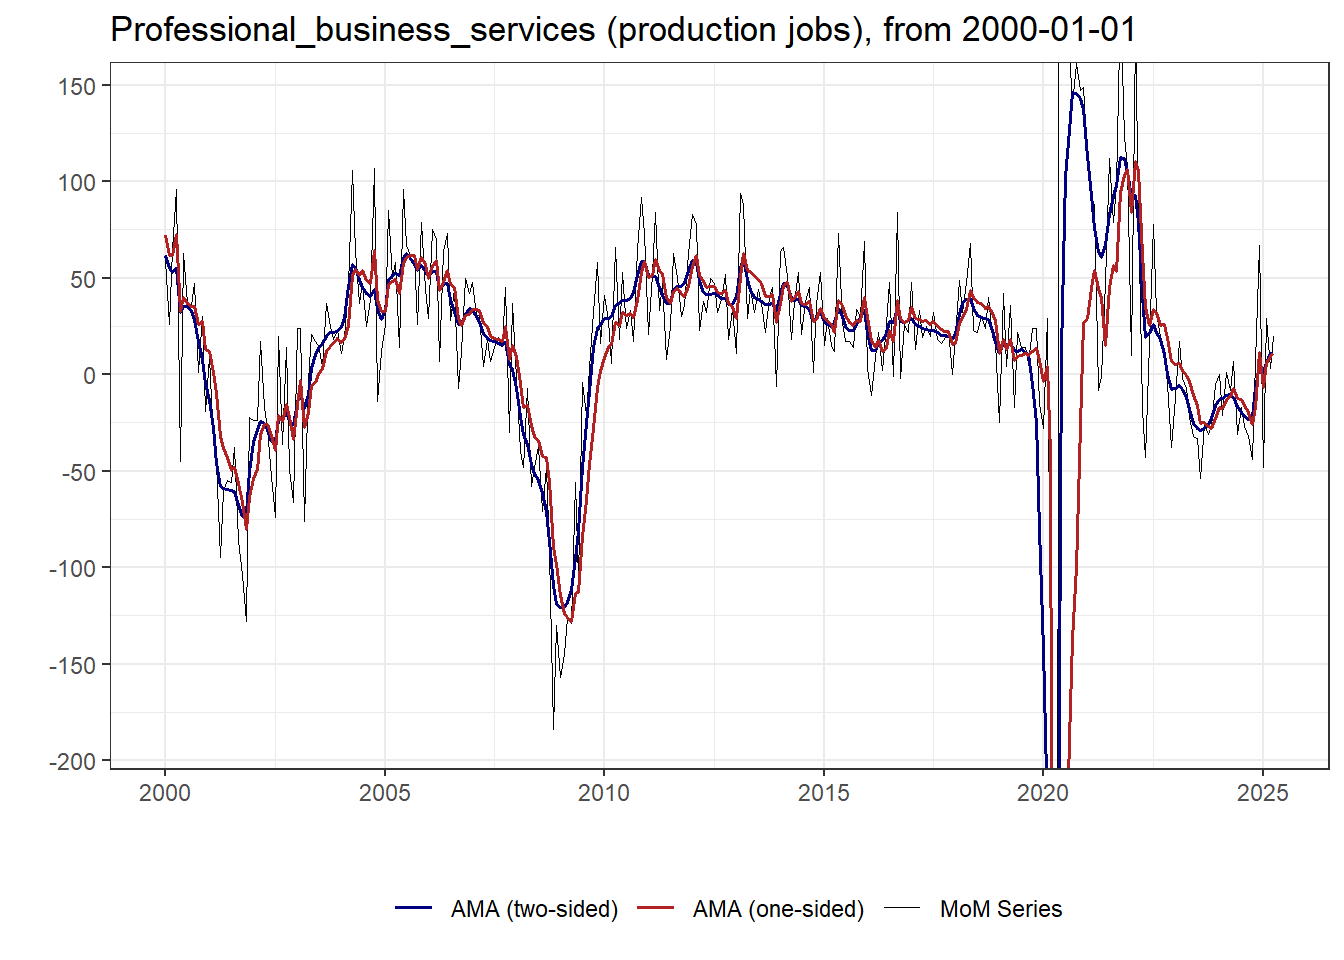 Professional_business_services (production jobs), from 2000-01-01
150
100
50
0
-50
-100
-150
-200
2000 2005 2010 2015 2020 2025
AMA (two-sided) AMA (one-sided) MoM Series